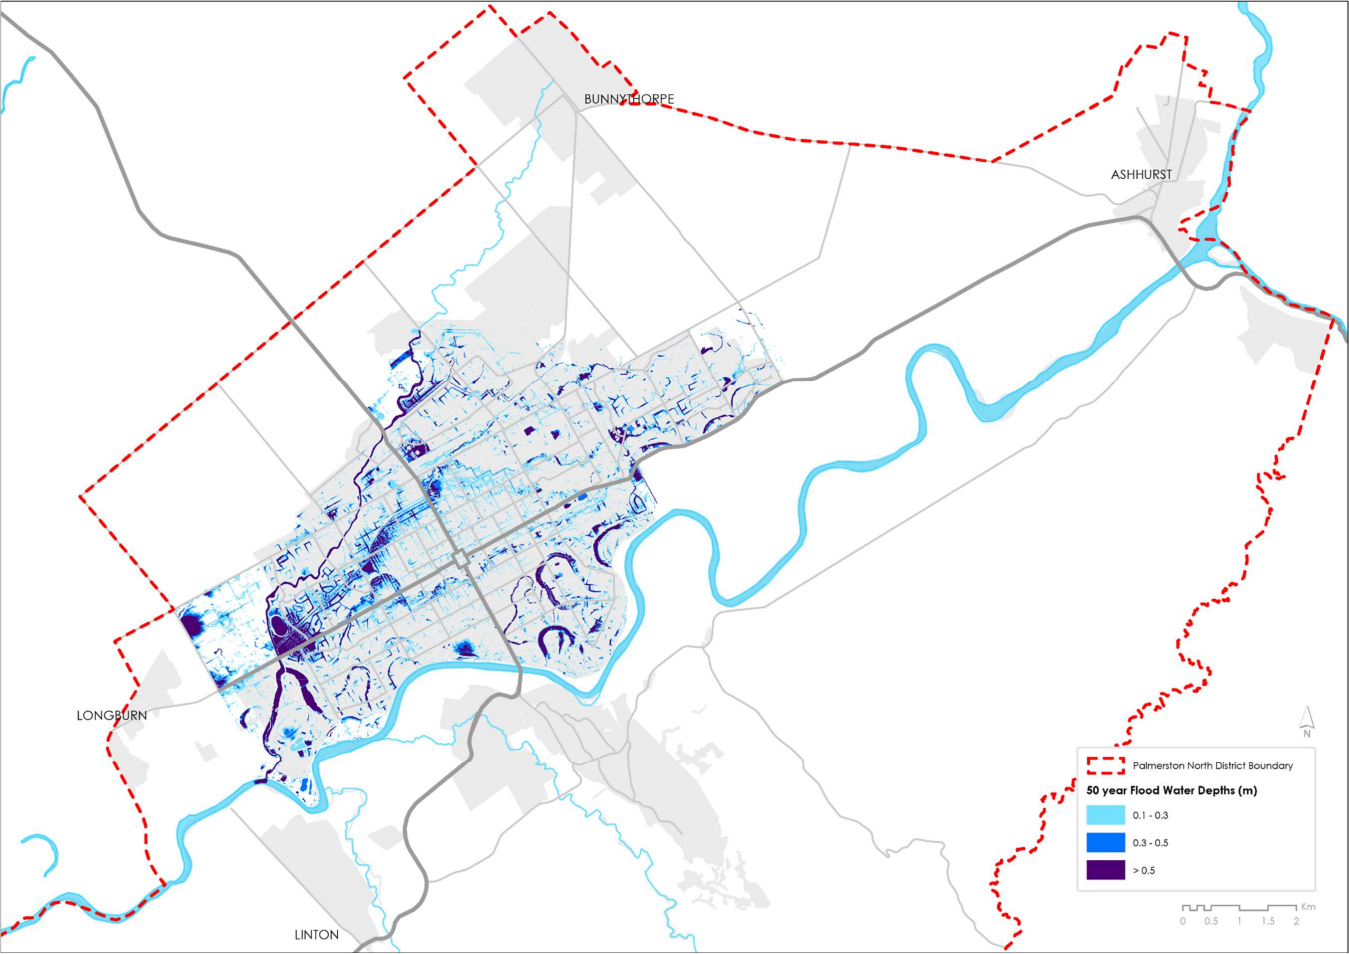 BUNNYTHORPE
ASHHURST
LONGBURN
N
Palmerston North District Boundary
50 year Flood Water Depths (m)
0.1 - 0.3
0.3 - 0.5
> 0.5
Km
0 0.5 1 1.5 2
LINTON